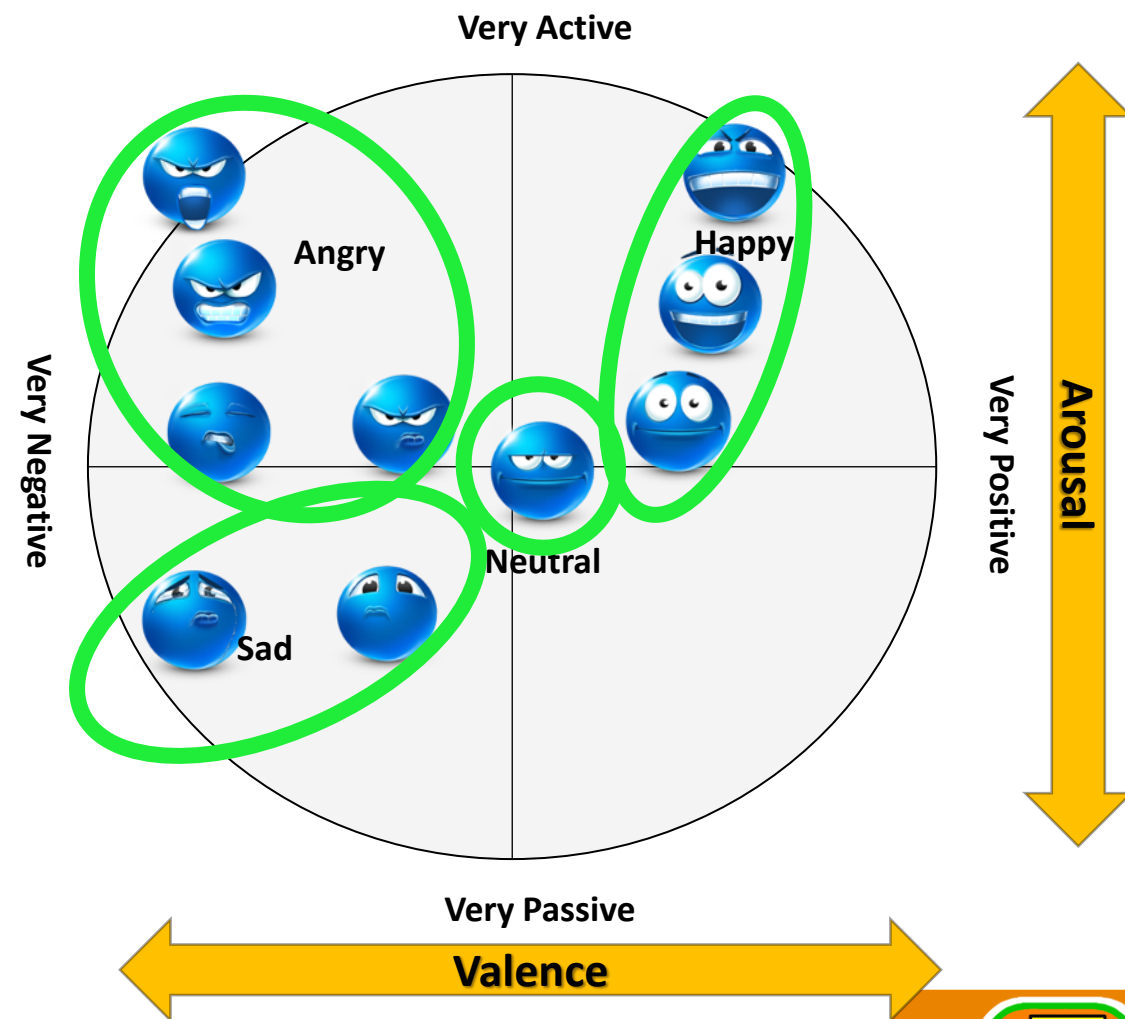 Very Active
Angry
Happy
Very Negative
Very Positive
Arousal
Neutral
Sad
Very Passive
Valence